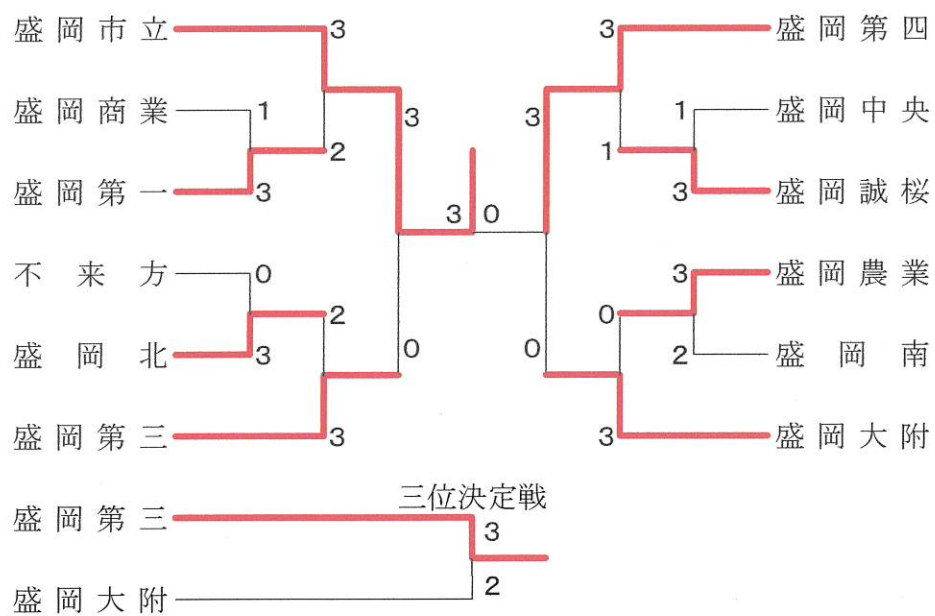 盛岡市立 3 3 盛岡第四
盛岡商業 1 3 3 1 盛岡中央
2 1
盛岡第一 3 3 盛岡誠桜
3 0
不来方 0 3 盛岡農業
2 0
盛岡北 3 0 0 2 盛岡南
盛岡第三 3 3 盛岡大附
三位決定戦
盛岡第三 3
盛岡大附 2